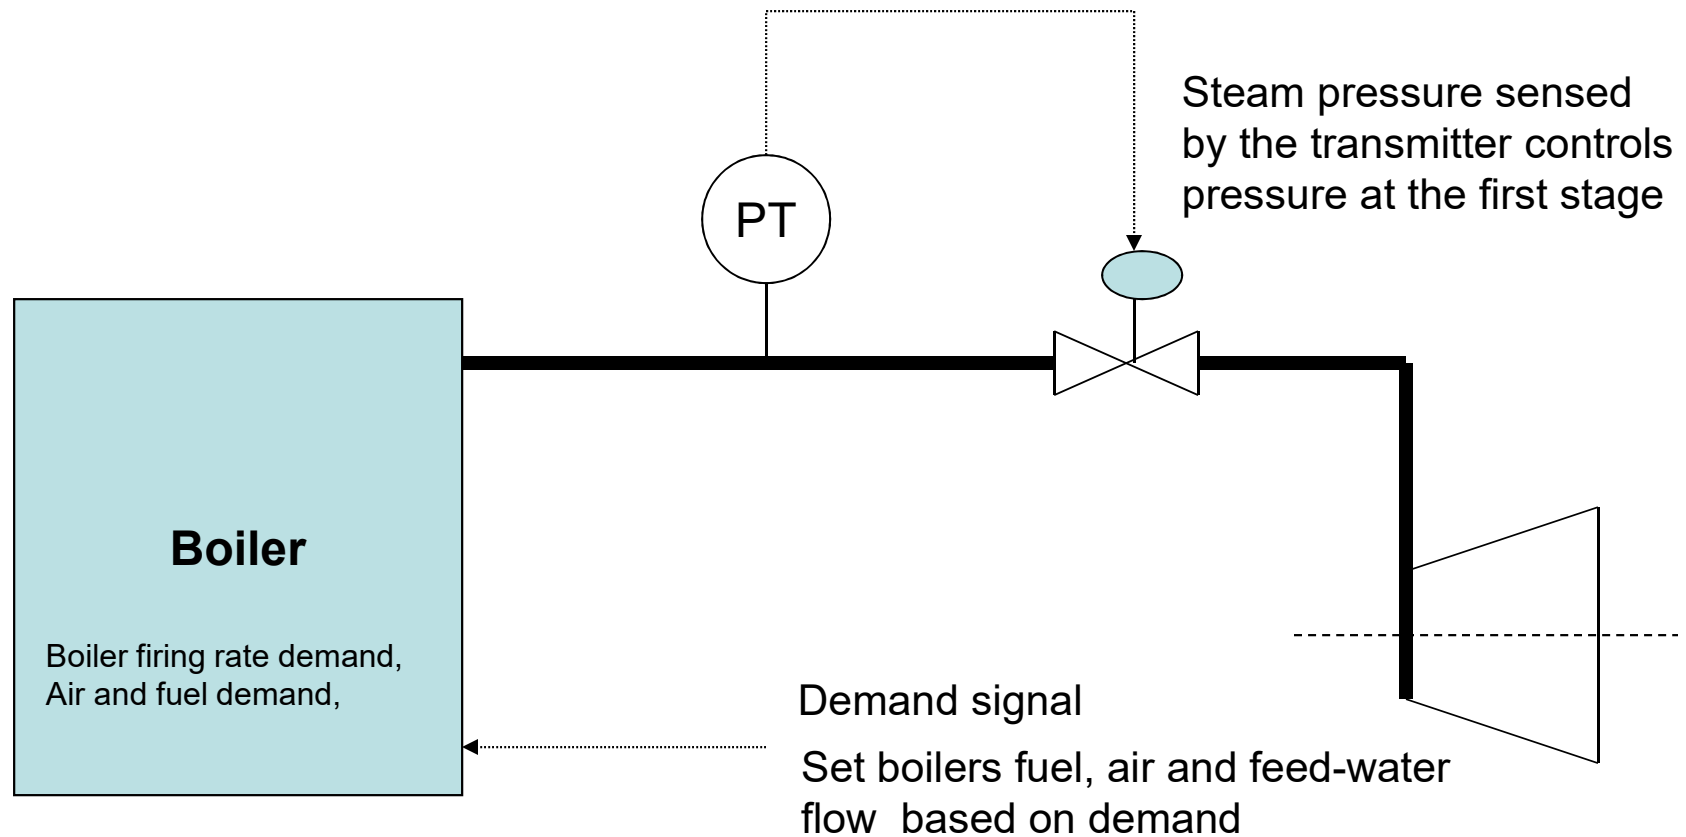 Steam pressure sensed
by the transmitter controls
pressure at the first stage
PT
Boiler
Boiler firing rate demand,
Air and fuel demand,
Demand signal
Set boilers fuel, air and feed-water
flow  based on demand